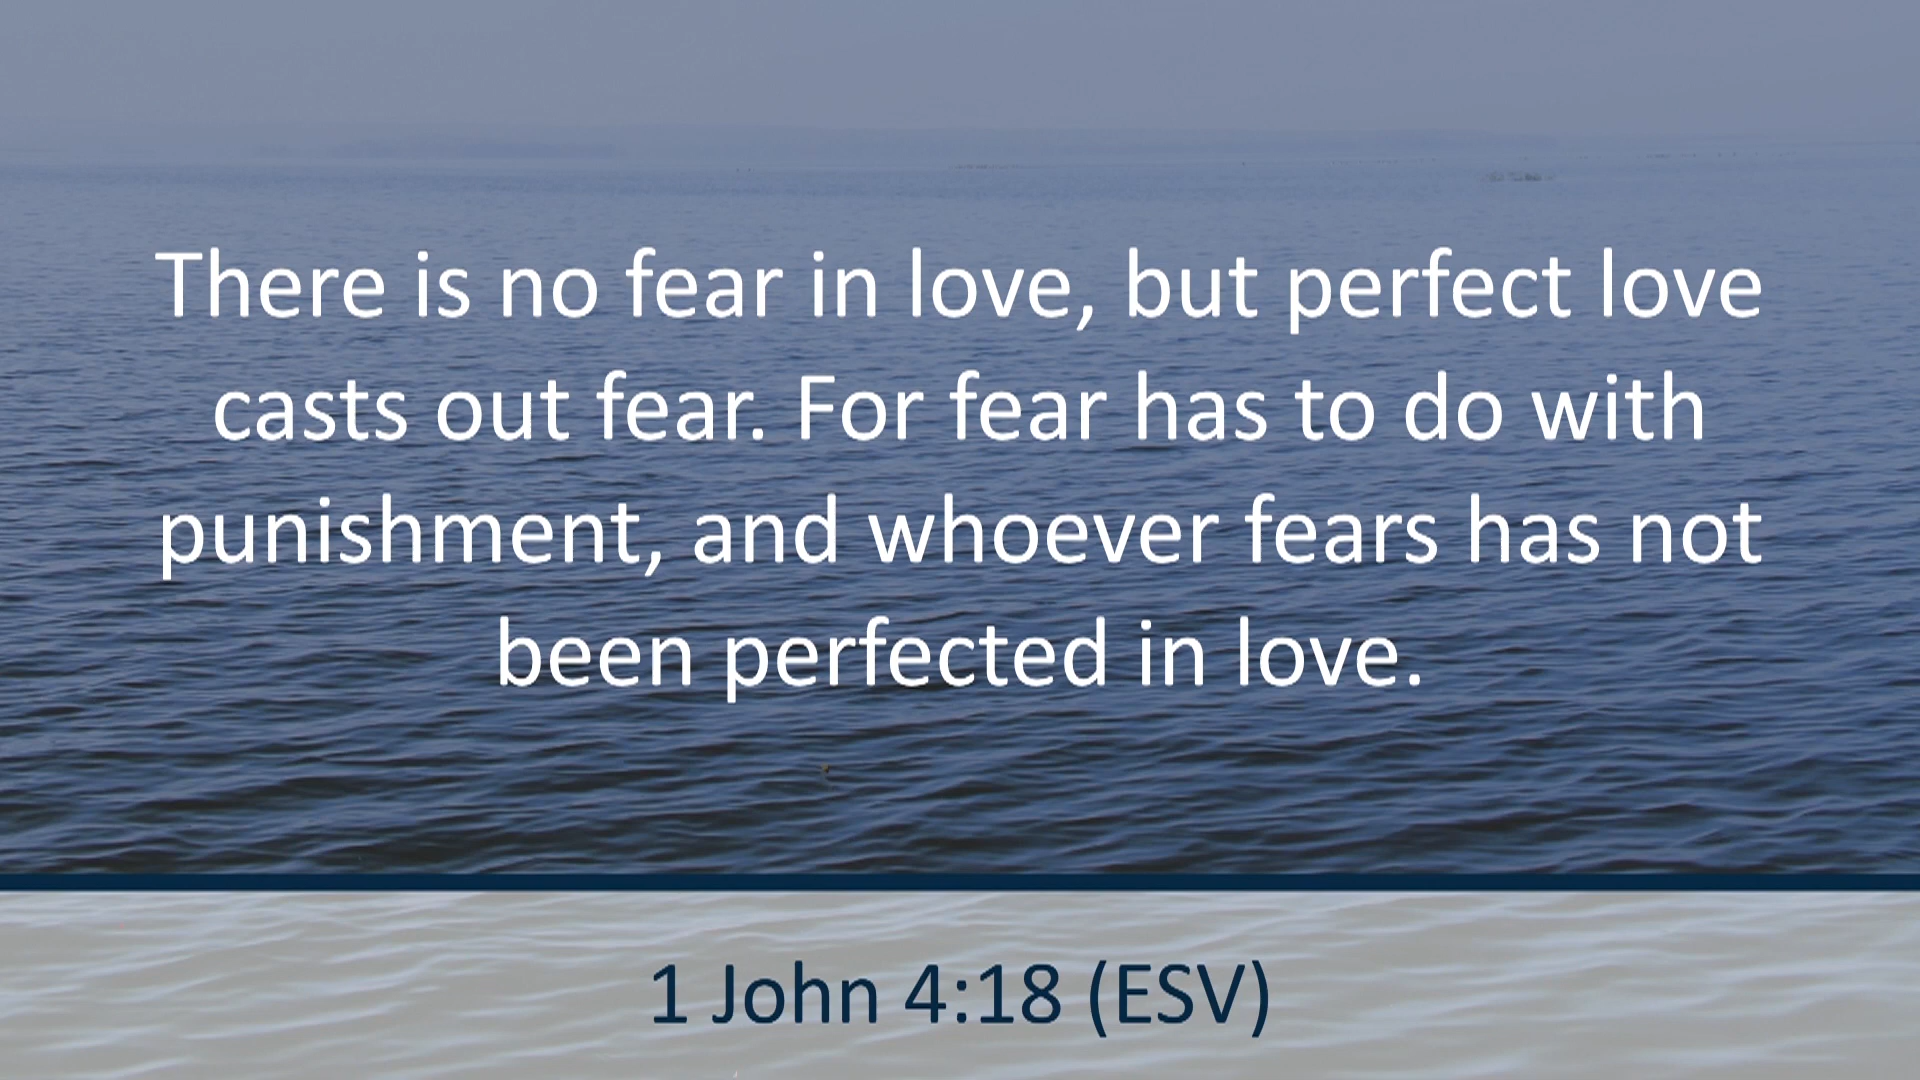 There is no fear in love, but perfect love
casts out fear. For fear has to do with
punishment, and whoever fears has not
been perfected in love.
1 John 4:18 (ESV)